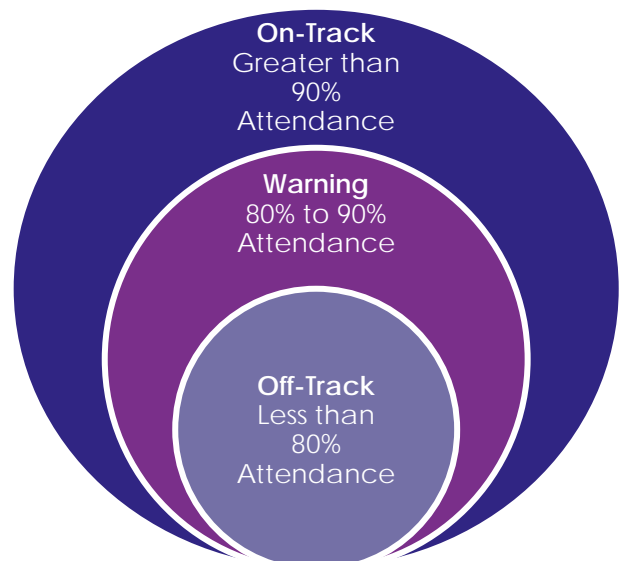 On-Track
Greater than
90%
Attendance
Warning
80% to 90%
Attendance
Off-Track
Less than
80%
Attendance